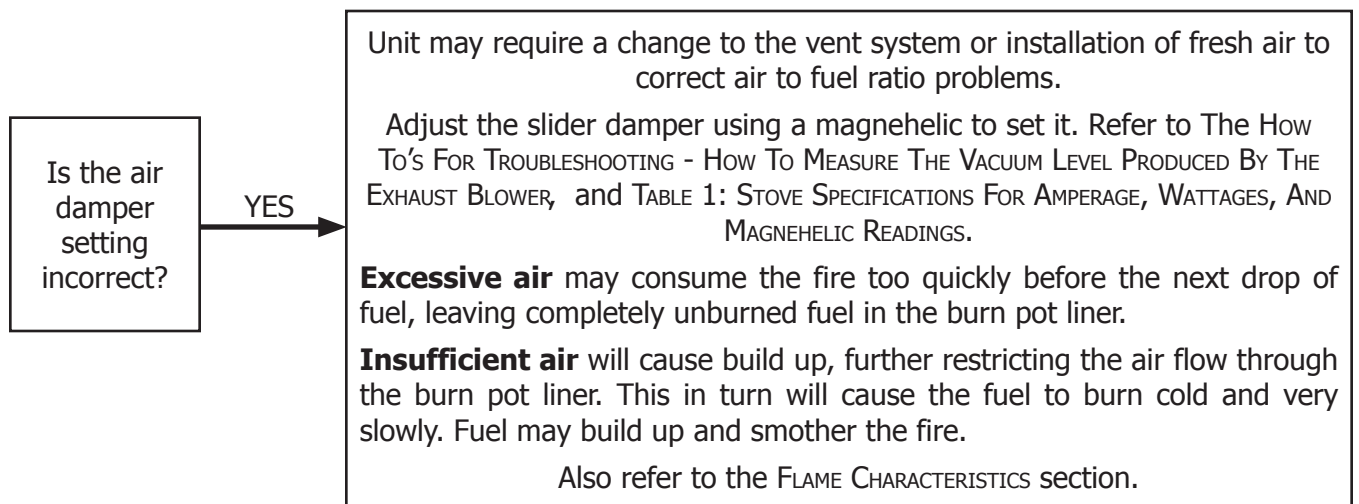 Is the air
damper
setting
incorrect?
YES
Unit may require a change to the vent system or installation of fresh air to
correct air to fuel ratio problems.
Adjust the slider damper using a magnehelic to set it. Refer to The How
To's For Troubleshooting - How To Measure The Vacuum Level Produced By The
Exhaust Blower, and Table 1: Stove Specifications For Amperage, Wattages, And
Magnehelic Readings.
Excessive air may consume the fire too quickly before the next drop of
fuel, leaving completely unburned fuel in the burn pot liner.
Insufficient air will cause build up, further restricting the air flow through
the burn pot liner. This in turn will cause the fuel to burn cold and very
slowly. Fuel may build up and smother the fire.
Also refer to the Flame Characteristics section.